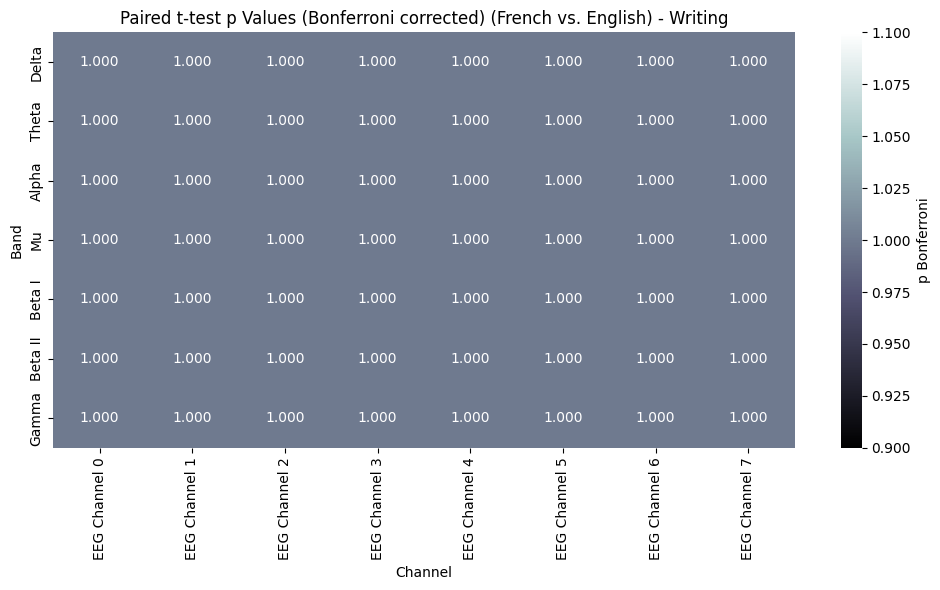 Paired t-test p Values (Bonferroni corrected) (French vs. English) - Writing
Delta 1.000 1.000 1.000 1.000 1.000 1.000 1.000 1.000
Theta 1.000 1.000 1.000 1.000 1.000 1.000 1.000 1.000
Alpha 1.000 1.000 1.000 1.000 1.000 1.000 1.000 1.000
Mu 1.000 1.000 1.000 1.000 1.000 1.000 1.000 1.000
Beta I 1.000 1.000 1.000 1.000 1.000 1.000 1.000 1.000
Beta II 1.000 1.000 1.000 1.000 1.000 1.000 1.000 1.000
Gamma 1.000 1.000 1.000 1.000 1.000 1.000 1.000 1.000
Band
EEG Channel 0
EEG Channel 1
EEG Channel 2
EEG Channel 3
EEG Channel 4
EEG Channel 5
EEG Channel 6
EEG Channel 7
Channel
1.100
1.075
1.050
1.025
1.000
0.975
0.950
0.925
0.900
p Bonferroni